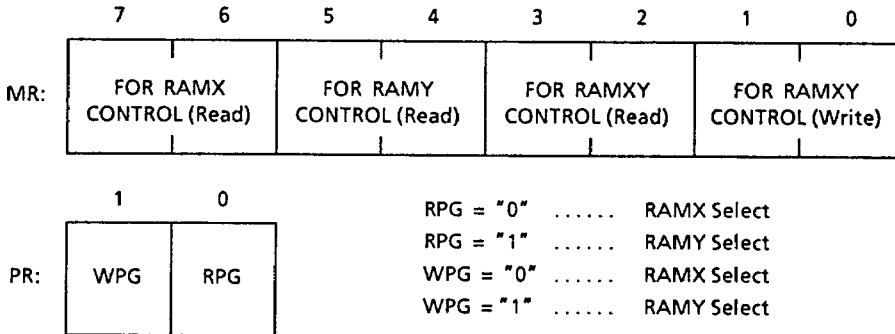 7 6 5 4 3 2 1 0
MR: FOR RAMX CONTROL (Read) FOR RAMY CONTROL (Read) FOR RAMXY CONTROL (Read) FOR RAMXY CONTROL (Write)
1 0
PR: WPG RPG
RPG = "0" ...... RAMX Select
RPG = "1" ...... RAMY Select
WPG = "0" ...... RAMX Select
WPG = "1" ...... RAMY Select